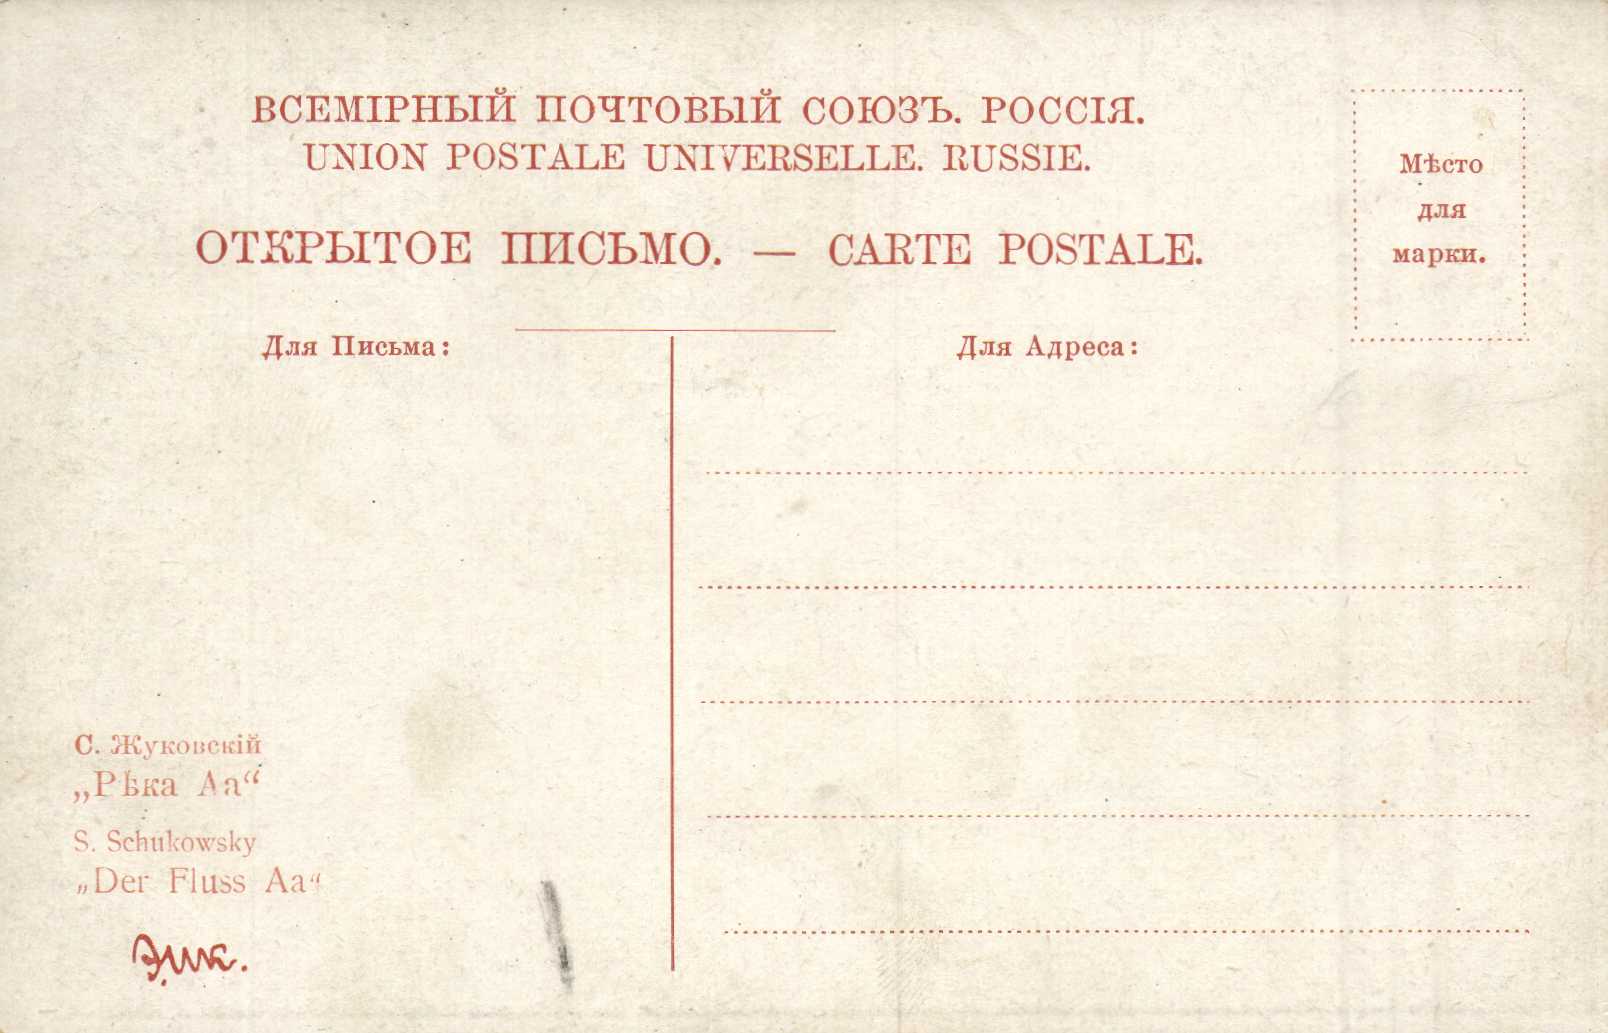 ВСЕМІРНЫЙ ПОЧТОВЫЙ СОЮЗЪ. РОССІЯ.
UNION POSTALE UNIVERSELLE. RUSSIE.
ОТКРЫТОЕ ПИСЬМО. — CARTE POSTALE.
Мѣсто
для
марки.
Для Письма:
Для Адреса:
С. Жуковскій
„Рѣка Аа“
S. Schukowsky
„Der Fluss Aa“